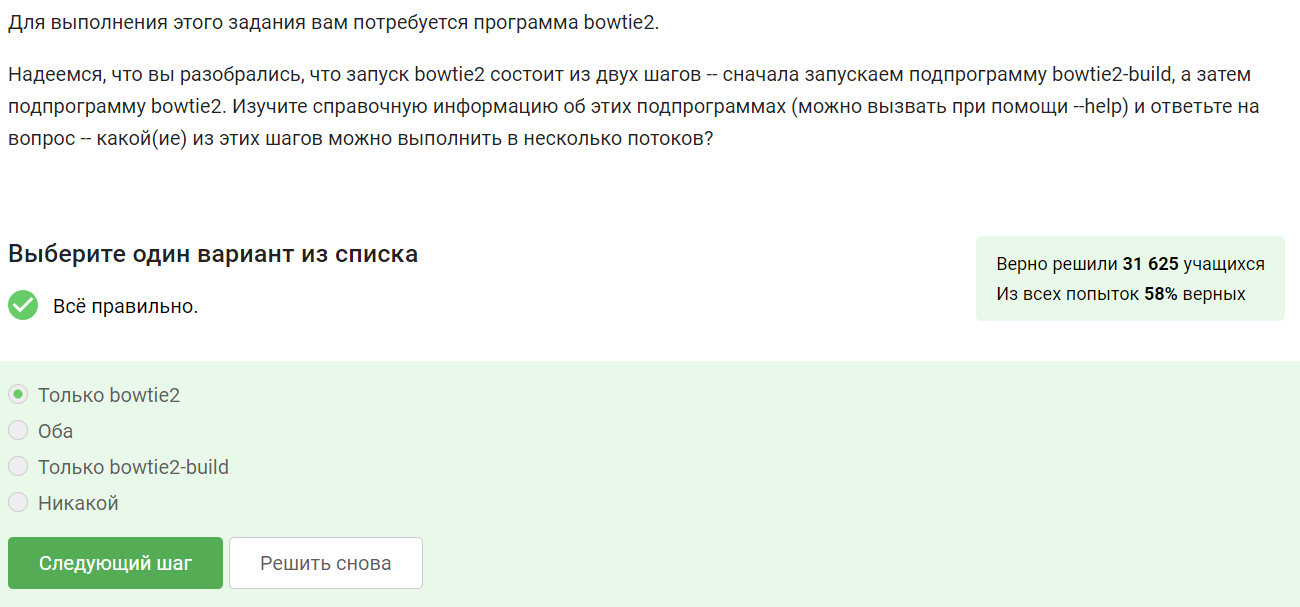 Для выполнения этого задания вам потребуется программа bowtie2.
Надеемся, что вы разобрались, что запуск bowtie2 состоит из двух шагов -- сначала запускаем подпрограмму bowtie2-build, а затем
подпрограмму bowtie2. Изучите справочную информацию об этих подпрограммах (можно вызвать при помощи --help) и ответьте на
вопрос -- какой(ие) из этих шагов можно выполнить в несколько потоков?
Выберите один вариант из списка
Всё правильно.
Верно решили 31 625 учащихся
Из всех попыток 58% верных
Только bowtie2
Оба
Только bowtie2-build
Никакой
Следующий шаг
Решить снова